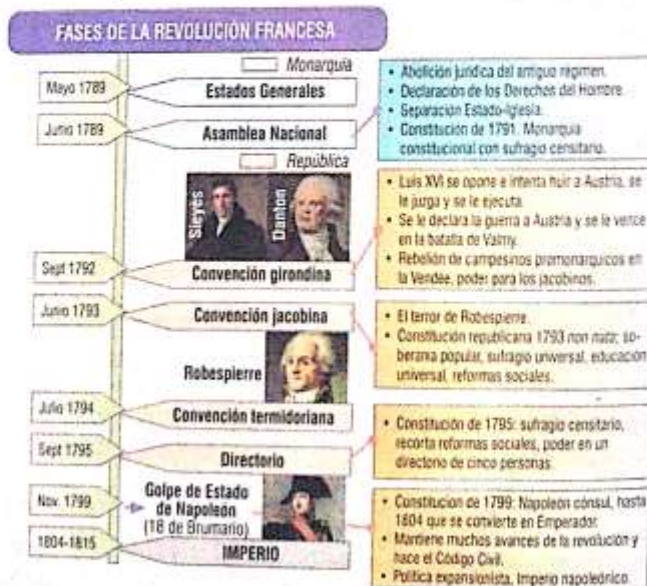 FASES DE LA REVOLUCIÓN FRANCESA
Monarquía
Mayo 1789
Estados Generales
Junio 1789
Asamblea Nacional
• Abolición jurídica del antiguo régimen.
• Declaración de los Derechos del Hombre.
• Separación Estado-Iglesia.
• Constitución de 1791. Monarquía
constitucional con sufragio censitario.
República
Sieyes
Danton
Sept 1792
Convención girondina
• Luis XVI se opone e intenta huir a Austria, se
le juzga y se le ejecuta.
• Se le declara la guerra a Austria y se le vence
en la batalla de Valmy.
• Rebelión de campesinos promonárquicos en
la Vendée, poder para los jacobinos.
Junio 1793
Convención jacobina
• El terror de Robespierre.
• Constitución republicana 1793 non nata: so-
beranía popular, sufragio universal, educación
universal, reformas sociales.
Robespierre
Julio 1794
Convención termidoriana
Sept 1795
Directorio
• Constitución de 1795: sufragio censitario,
recorta reformas sociales, poder en un
directorio de cinco personas.
Nov. 1799
Golpe de Estado
de Napoleón
(18 de Brumario)
1804-1815
IMPERIO
• Constitución de 1799: Napoleón cónsul, hasta
1804 que se convierte en Emperador.
• Mantiene muchos avances de la revolución y
hace el Código Civil.
• Política expansionista, Imperio napoleónico.